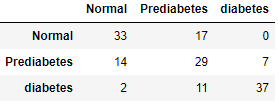 Normal Prediabetes diabetes
Normal 33 17 0
Prediabetes 14 29 7
diabetes 2 11 37